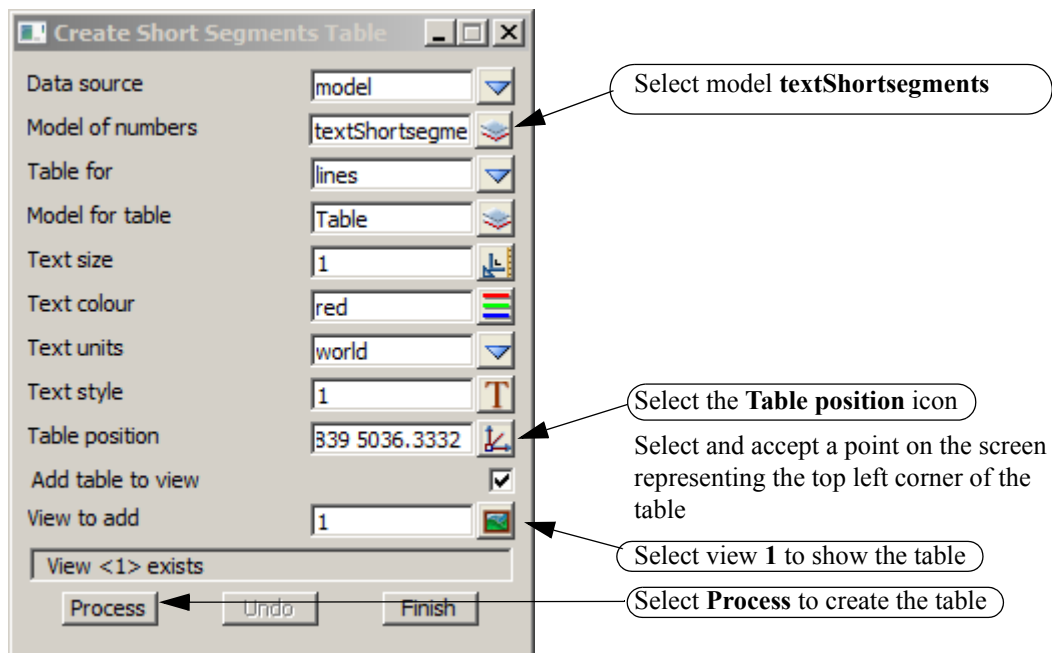 Create Short Segments Table
Data source
model
Select model textShortsegments
Model of numbers
textShortsegme
Table for
lines
Model for table
Table
Text size
1
Text colour
red
Text units
world
Text style
1
T
Select the Table position icon
Table position
839 5036.3332
Select and accept a point on the screen
representing the top left corner of the
table
Add table to view
View to add
1
Select view 1 to show the table
View <1> exists
Process
Undo
Finish
Select Process to create the table